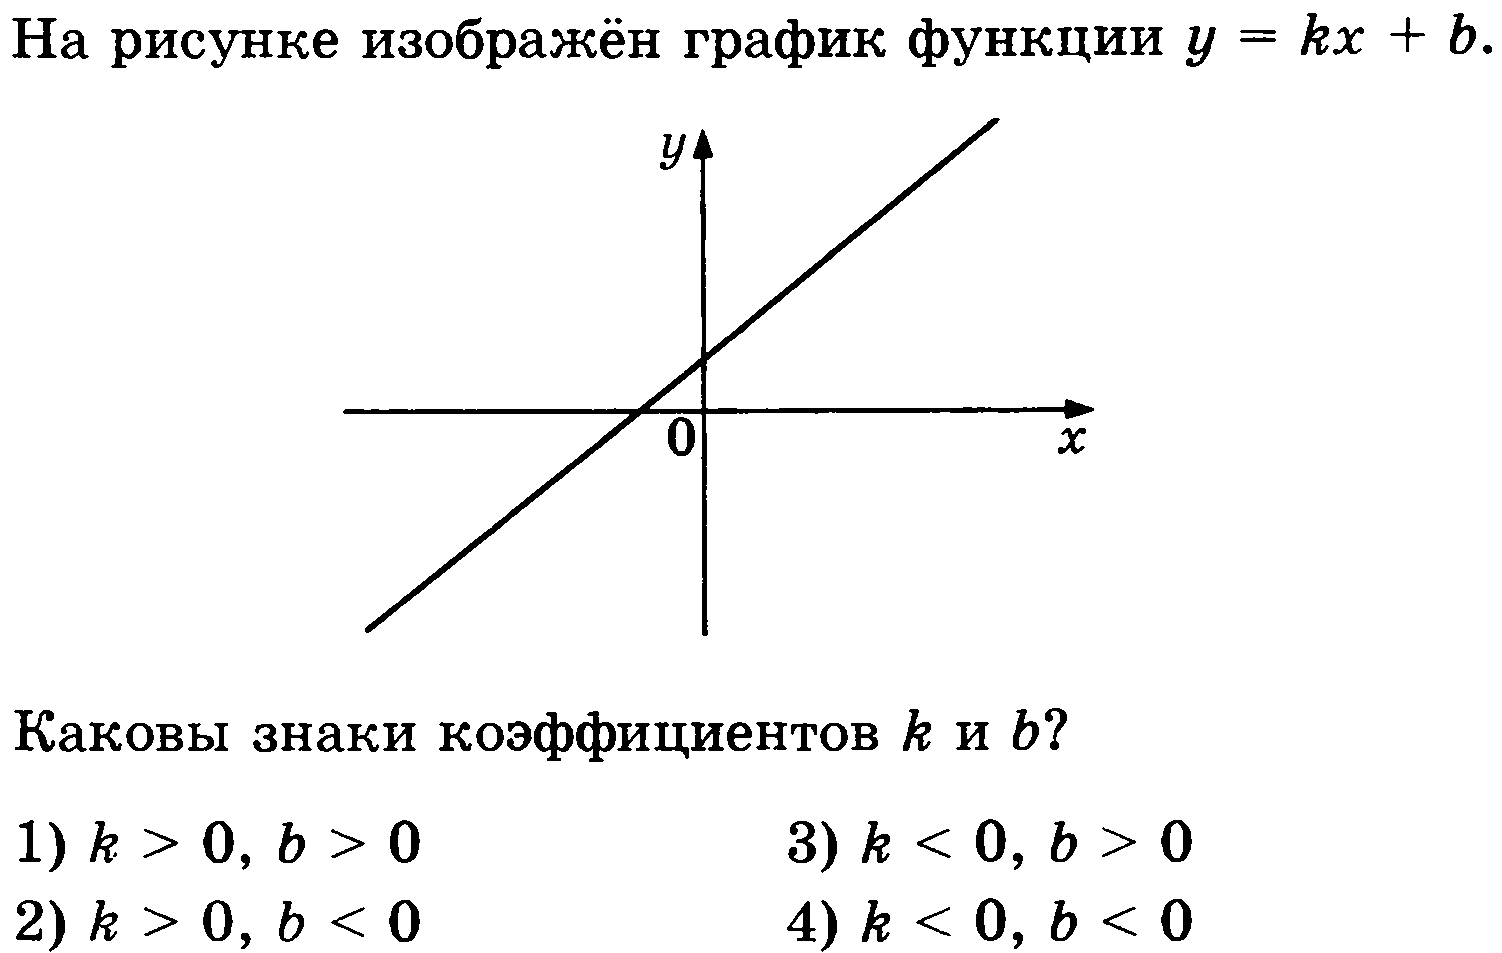 На рисунке изображён график функции y = kx + b.
y
0
x
Каковы знаки коэффициентов k и b?
1) k > 0, b > 0
3) k < 0, b > 0
2) k > 0, b < 0
4) k < 0, b < 0